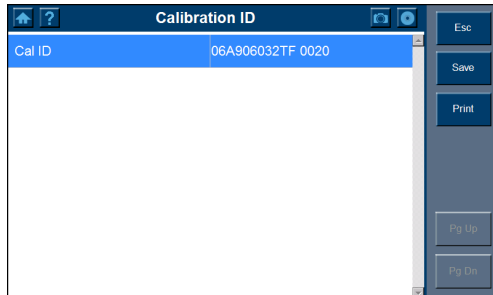 ? Calibration ID
Esc
Cal ID 06A906032TF 0020
Save
Print
Pg Up
Pg Dn